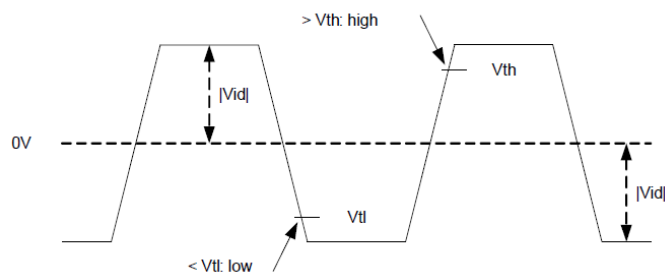 > Vth: high
|Vid|
Vth
0V
|Vid|
Vtl
< Vtl: low